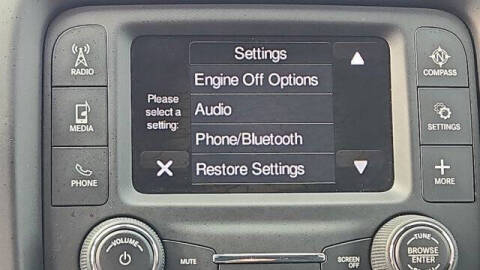 Settings
Engine Off Options
Please
select a
setting:
Audio
Phone/Bluetooth
Restore Settings
RADIO
MEDIA
PHONE
COMPASS
SETTINGS
MORE
VOLUME
MUTE
SCREEN
OFF
TUNE
BROWSE
ENTER